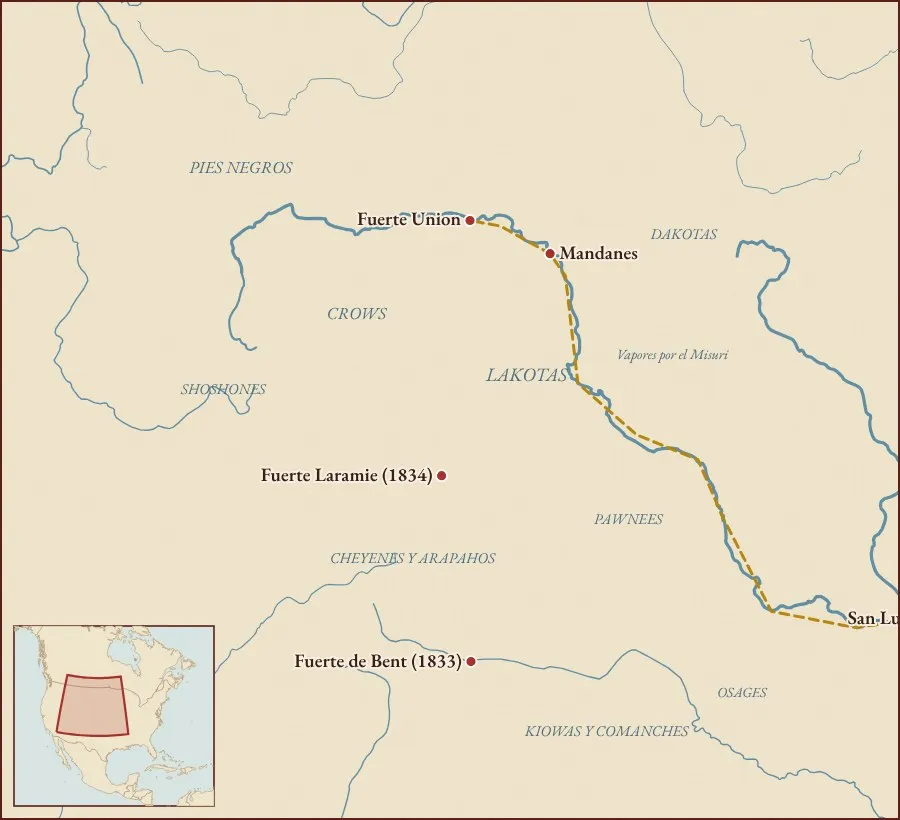 PIES NEGROS
Fuerte Union
DAKOTAS
Mandanes
CROWS
Vapores por el Misuri
LAKOTAS
SHOSHONES
Fuerte Laramie (1834)
PAWNEES
CHEYENES Y ARAPAHOS
San Lu
Fuerte de Bent (1833)
OSAGES
KIOWAS Y COMANCHES